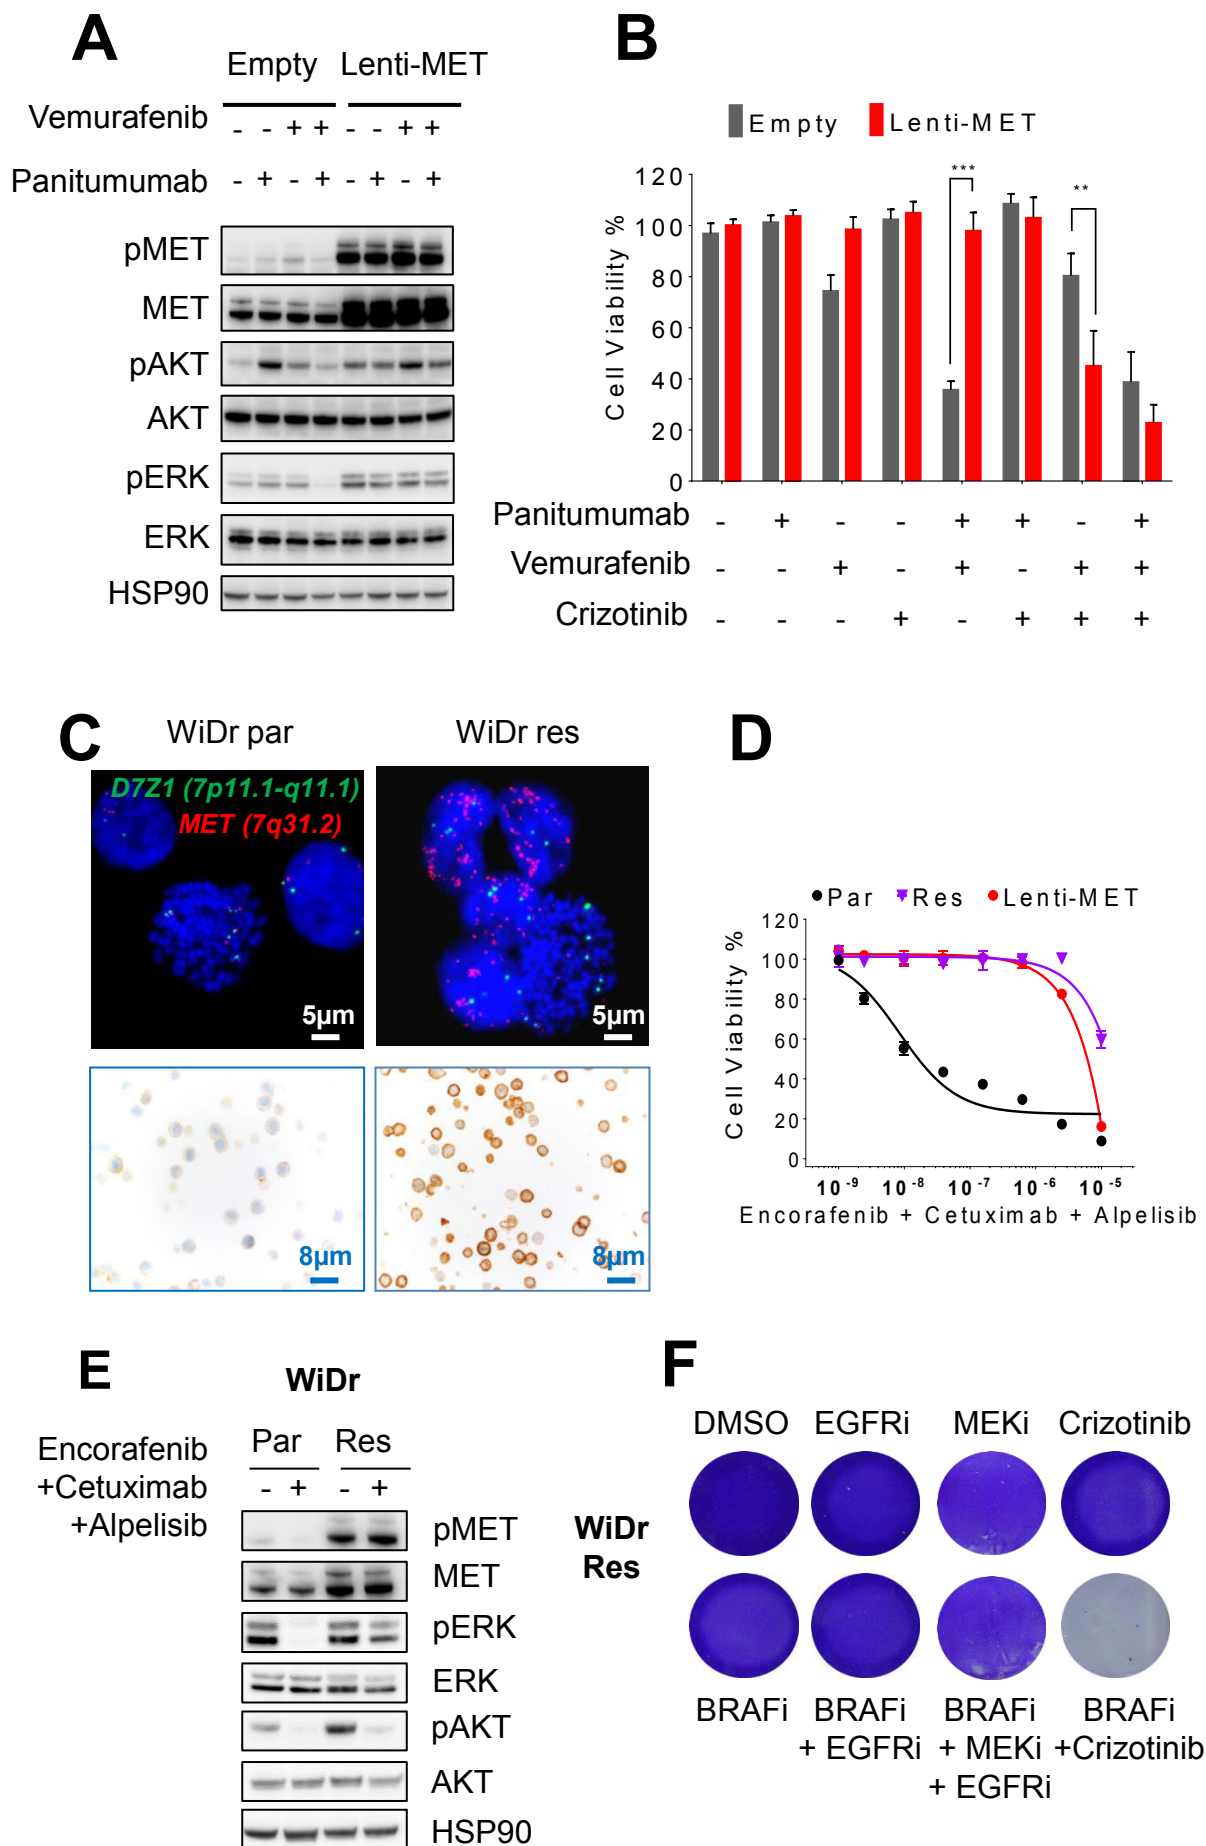 A
Empty Lenti-MET
Vemurafenib - - + + - - + +
Panitumumab - + - + - + - +
pMET
MET
pAKT
AKT
pERK
ERK
HSP90
B
Empty Lenti-MET
Cell Viability %
120
100
80
60
40
20
0
*** **
Panitumumab - + - - + + - +
Vemurafenib - - + - + - + +
Crizotinib - - - + - + + +
C
WiDr par WiDr res
D7Z1 (7p11.1-q11.1)
MET (7q31.2)
5µm 5µm
8µm 8µm
D
Par Res Lenti-MET
Cell Viability %
120
100
80
60
40
20
0
10-9 10-8 10-7 10-6 10-5
Encorafenib + Cetuximab + Alpelisib
E
WiDr
Par Res
Encorafenib
+Cetuximab
+Alpelisib
- + - +
pMET
MET
pERK
ERK
pAKT
AKT
HSP90
F
DMSO EGFRi MEKi Crizotinib
WiDr
Res
BRAFi BRAFi BRAFi BRAFi
+ EGFRi + MEKi +Crizotinib
+ EGFRi